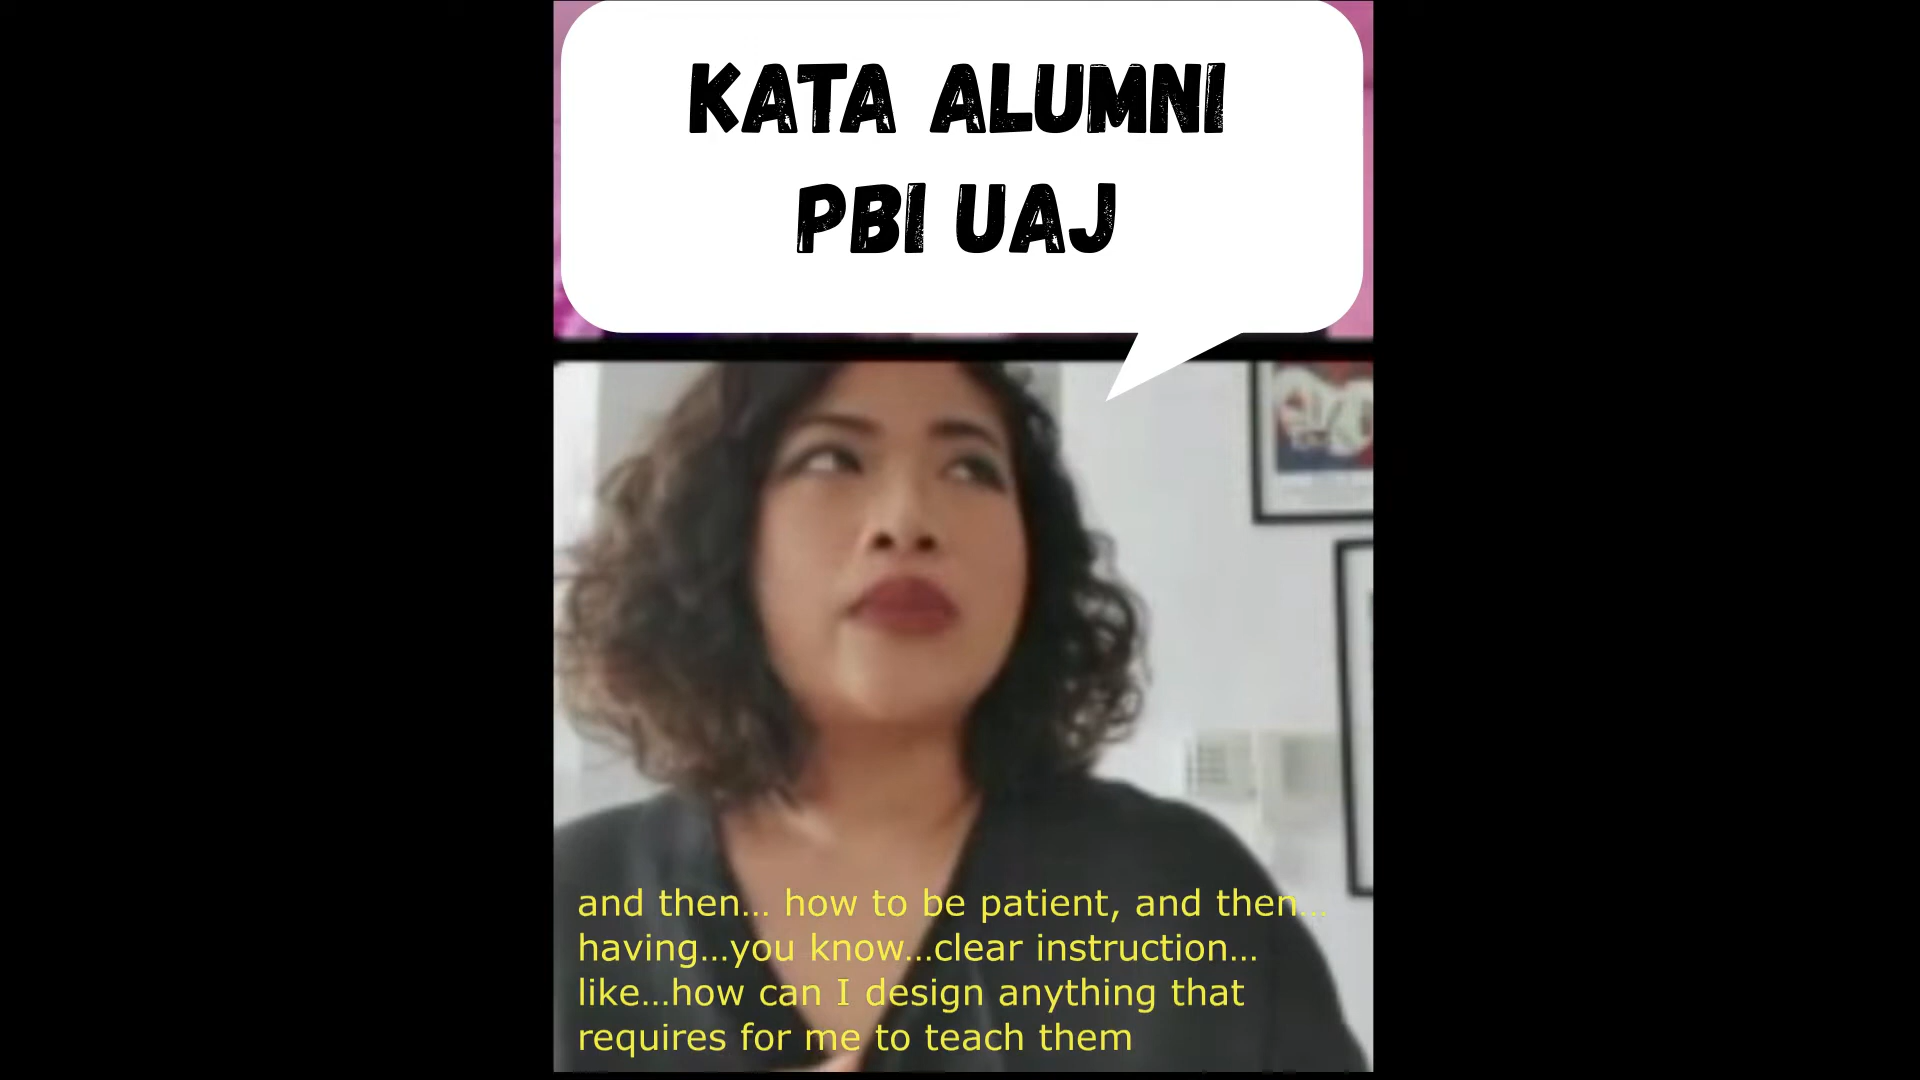 KATA ALUMNI
PBI UAJ
and then... how to be patient, and then...
having...you know...clear instruction...
like...how can I design anything that
requires for me to teach them